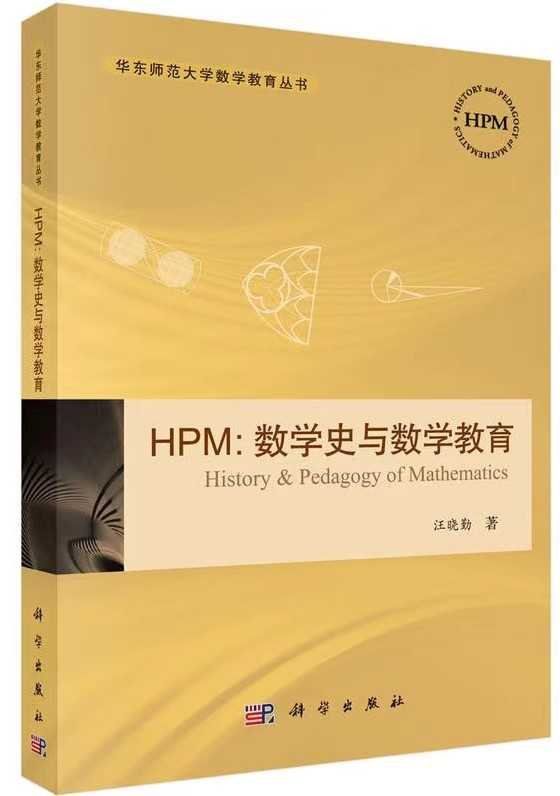 华东师范大学数学教育丛书
HISTORY and PEDAGOGY of MATHEMATICS *
HPM
HPM: 数学史与数学教育
History & Pedagogy of Mathematics
汪晓勤 著
SP 科学出版社
华东师范大学数学教育丛书
HPM: 数学史与数学教育
科学出版社
SP